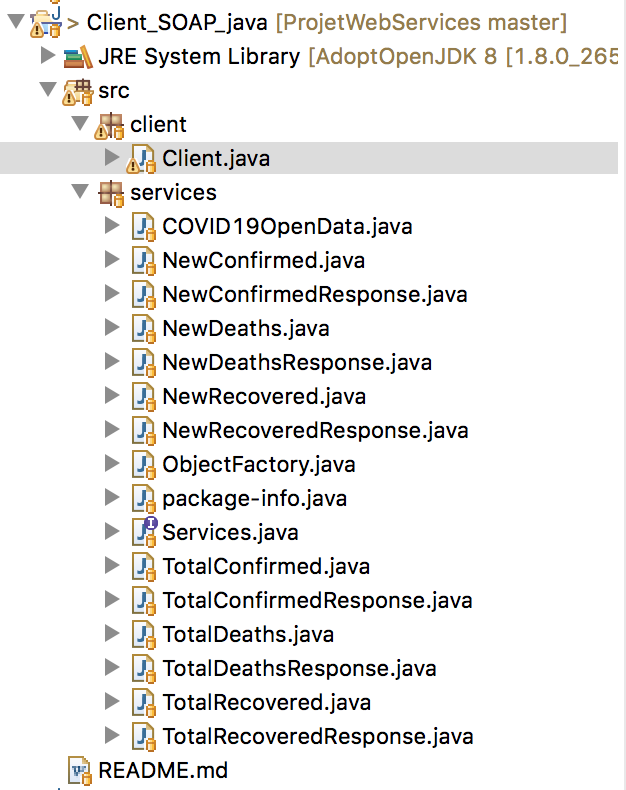 > Client_SOAP_java [ProjetWebServices master]
JRE System Library [AdoptOpenJDK 8 [1.8.0_265
src
client
Client.java
services
COVID19OpenData.java
NewConfirmed.java
NewConfirmedResponse.java
NewDeaths.java
NewDeathsResponse.java
NewRecovered.java
NewRecoveredResponse.java
ObjectFactory.java
package-info.java
Services.java
TotalConfirmed.java
TotalConfirmedResponse.java
TotalDeaths.java
TotalDeathsResponse.java
TotalRecovered.java
TotalRecoveredResponse.java
README.md